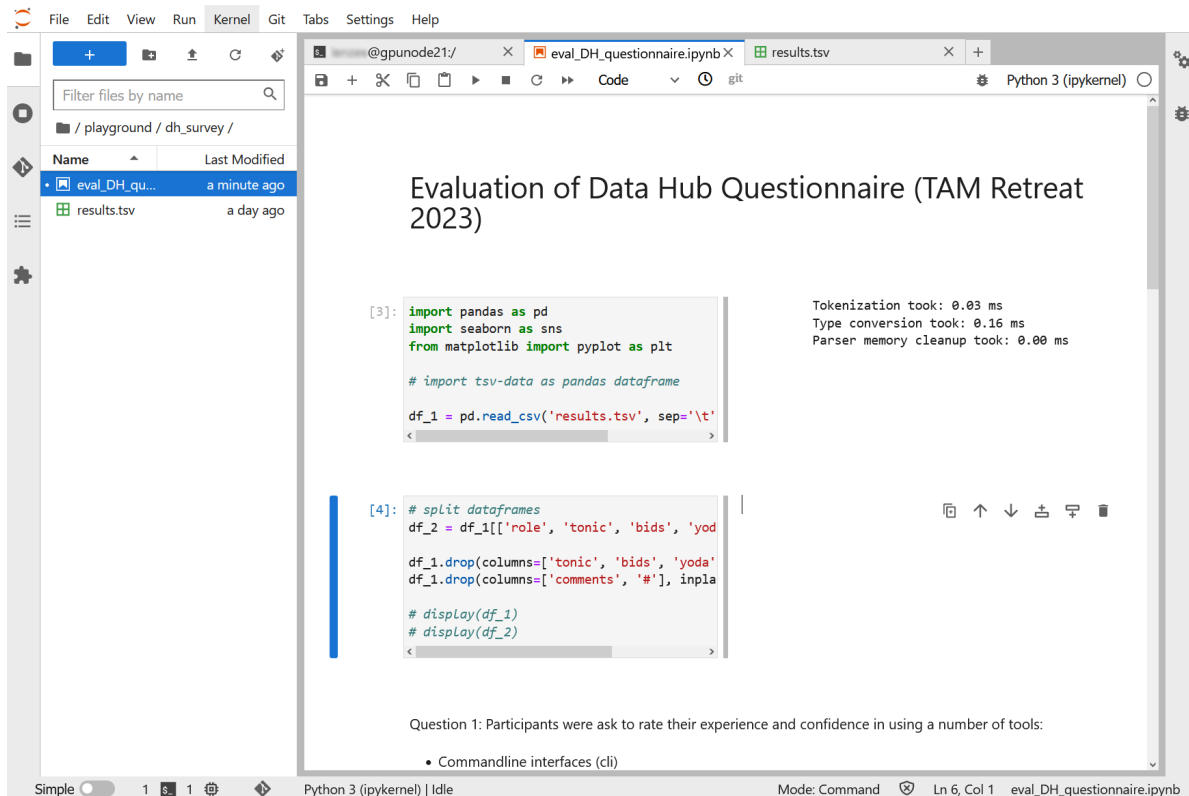 File Edit View Run Kernel Git Tabs Settings Help
@gpunode21:/
eval_DH_questionnaire.ipynb
results.tsv
Code
git
Python 3 (ipykernel)
Filter files by name
/ playground / dh_survey /
Name Last Modified
eval_DH_qu... a minute ago
results.tsv a day ago
Evaluation of Data Hub Questionnaire (TAM Retreat
2023)
[3]: import pandas as pd
import seaborn as sns
from matplotlib import pyplot as plt
# import tsv-data as pandas dataframe
df_1 = pd.read_csv('results.tsv', sep='\t'
Tokenization took: 0.03 ms
Type conversion took: 0.16 ms
Parser memory cleanup took: 0.00 ms
[4]: # split dataframes
df_2 = df_1[['role', 'tonic', 'bids', 'yod
df_1.drop(columns=['tonic', 'bids', 'yoda'
df_1.drop(columns=['comments', '#'], inpla
# display(df_1)
# display(df_2)
Question 1: Participants were ask to rate their experience and confidence in using a number of tools:
• Commandline interfaces (cli)
Simple 1 1 Python 3 (ipykernel) | Idle Mode: Command Ln 6, Col 1 eval_DH_questionnaire.ipynb